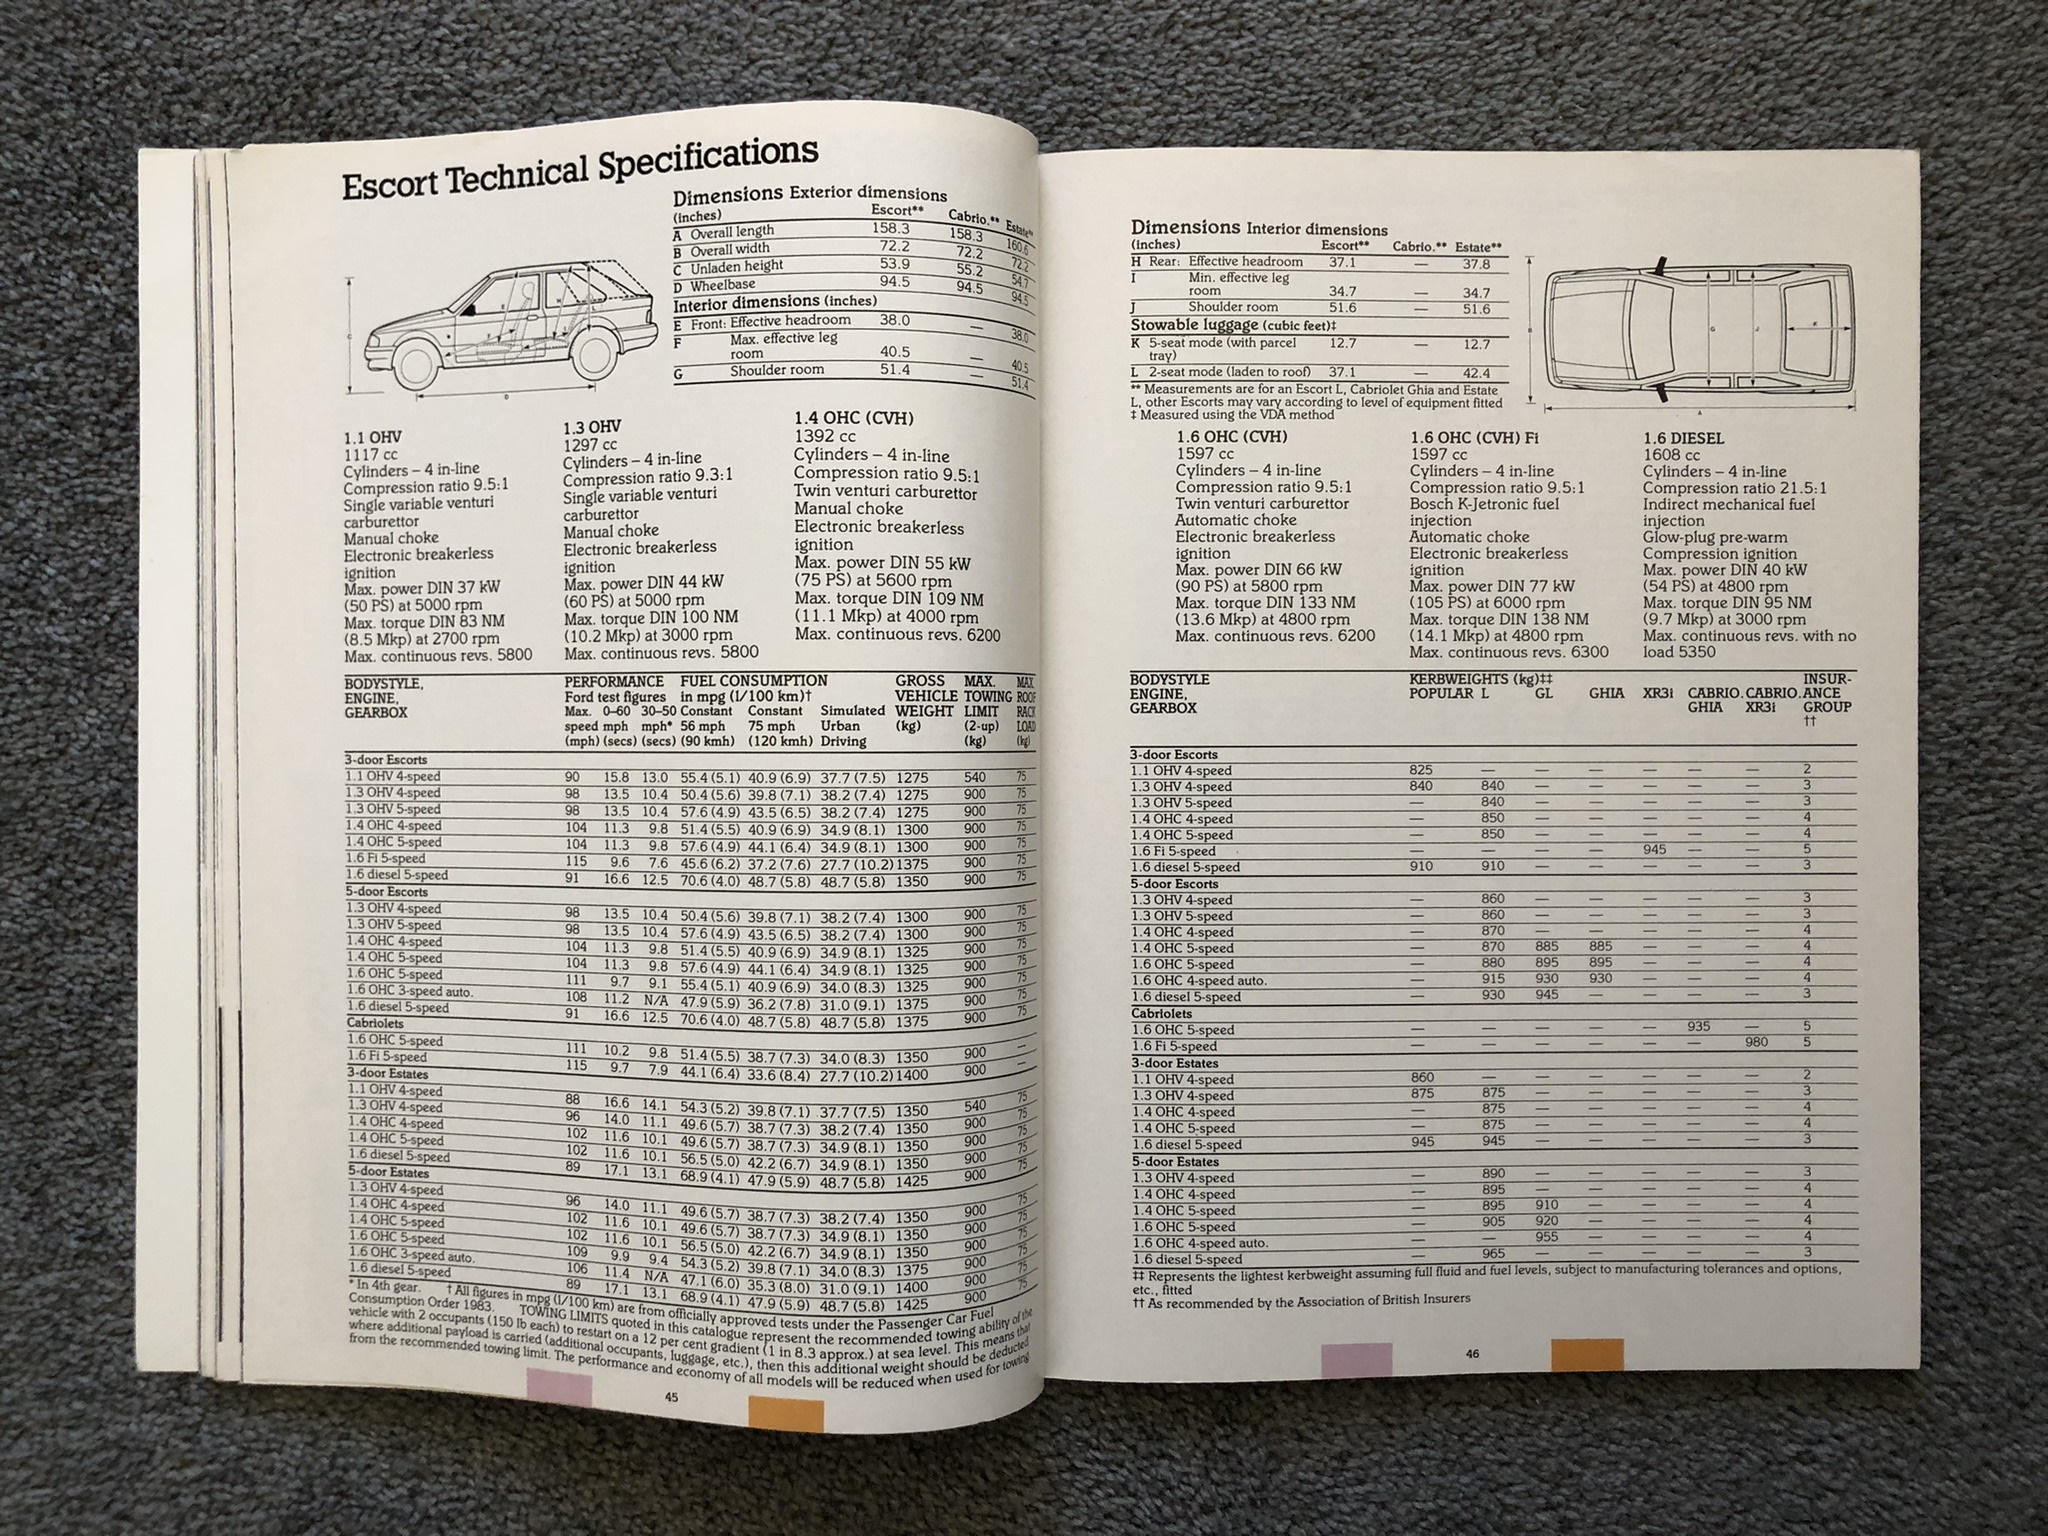 Escort Technical Specifications
Dimensions Exterior dimensions
(inches) Escort** Cabrio.** Estate**
A Overall length 158.3 158.3 160.6
B Overall width 72.2 72.2 72.2
C Unladen height 53.9 55.2 54.7
D Wheelbase 94.5 94.5 94.5
Interior dimensions (inches)
E Front: Effective headroom 38.0 — 38.0
F Max. effective leg
room 40.5 — 40.5
G Shoulder room 51.4 — 51.4
1.1 OHV
1117 cc
Cylinders – 4 in-line
Compression ratio 9.5:1
Single variable venturi
carburettor
Manual choke
Electronic breakerless
ignition
Max. power DIN 37 kW
(50 PS) at 5000 rpm
Max. torque DIN 83 NM
(8.5 Mkp) at 2700 rpm
Max. continuous revs. 5800
1.3 OHV
1297 cc
Cylinders – 4 in-line
Compression ratio 9.3:1
Single variable venturi
carburettor
Manual choke
Electronic breakerless
ignition
Max. power DIN 44 kW
(60 PS) at 5000 rpm
Max. torque DIN 100 NM
(10.2 Mkp) at 3000 rpm
Max. continuous revs. 5800
1.4 OHC (CVH)
1392 cc
Cylinders – 4 in-line
Compression ratio 9.5:1
Twin venturi carburettor
Manual choke
Electronic breakerless
ignition
Max. power DIN 55 kW
(75 PS) at 5600 rpm
Max. torque DIN 109 NM
(11.1 Mkp) at 4000 rpm
Max. continuous revs. 6200
BODYSTYLE, PERFORMANCE FUEL CONSUMPTION GROSS MAX. MAX.
ENGINE, Ford test figures in mpg (l/100 km)† VEHICLE TOWING ROOF
GEARBOX Max. 0–60 30–50 Constant Constant Simulated WEIGHT LIMIT RACK
speed mph mph* 56 mph 75 mph Urban (kg) (2-up) LOAD
(mph) (secs) (secs) (90 kmh) (120 kmh) Driving (kg) (kg)
3-door Escorts
1.1 OHV 4-speed 90 15.8 13.0 55.4 (5.1) 40.9 (6.9) 37.7 (7.5) 1275 540 75
1.3 OHV 4-speed 98 13.5 10.4 50.4 (5.6) 39.8 (7.1) 38.2 (7.4) 1275 900 75
1.3 OHV 5-speed 98 13.5 10.4 57.6 (4.9) 43.5 (6.5) 38.2 (7.4) 1275 900 75
1.4 OHC 4-speed 104 11.3 9.8 51.4 (5.5) 40.9 (6.9) 34.9 (8.1) 1300 900 75
1.4 OHC 5-speed 104 11.3 9.8 57.6 (4.9) 44.1 (6.4) 34.9 (8.1) 1300 900 75
1.6 Fi 5-speed 115 9.6 7.6 45.6 (6.2) 37.2 (7.6) 27.7 (10.2) 1375 900 75
1.6 diesel 5-speed 91 16.6 12.5 70.6 (4.0) 48.7 (5.8) 48.7 (5.8) 1350 900 75
5-door Escorts
1.3 OHV 4-speed 98 13.5 10.4 50.4 (5.6) 39.8 (7.1) 38.2 (7.4) 1300 900 75
1.3 OHV 5-speed 98 13.5 10.4 57.6 (4.9) 43.5 (6.5) 38.2 (7.4) 1300 900 75
1.4 OHC 4-speed 104 11.3 9.8 51.4 (5.5) 40.9 (6.9) 34.9 (8.1) 1325 900 75
1.4 OHC 5-speed 104 11.3 9.8 57.6 (4.9) 44.1 (6.4) 34.9 (8.1) 1325 900 75
1.6 OHC 5-speed 111 9.7 9.1 55.4 (5.1) 40.9 (6.9) 34.0 (8.3) 1325 900 75
1.6 OHC 3-speed auto. 108 11.2 N/A 47.9 (5.9) 36.2 (7.8) 31.0 (9.1) 1375 900 75
1.6 diesel 5-speed 91 16.6 12.5 70.6 (4.0) 48.7 (5.8) 48.7 (5.8) 1375 900 75
Cabriolets
1.6 OHC 5-speed 111 10.2 9.8 51.4 (5.5) 38.7 (7.3) 34.0 (8.3) 1350 900 —
1.6 Fi 5-speed 115 9.7 7.9 44.1 (6.4) 33.6 (8.4) 27.7 (10.2) 1400 900 —
3-door Estates
1.1 OHV 4-speed 88 16.6 14.1 54.3 (5.2) 39.8 (7.1) 37.7 (7.5) 1350 540 75
1.3 OHV 4-speed 96 14.0 11.1 49.6 (5.7) 38.7 (7.3) 38.2 (7.4) 1350 900 75
1.4 OHC 4-speed 102 11.6 10.1 49.6 (5.7) 38.7 (7.3) 34.9 (8.1) 1350 900 75
1.4 OHC 5-speed 102 11.6 10.1 56.5 (5.0) 42.2 (6.7) 34.9 (8.1) 1350 900 75
1.6 diesel 5-speed 89 17.1 13.1 68.9 (4.1) 47.9 (5.9) 48.7 (5.8) 1425 900 75
5-door Estates
1.3 OHV 4-speed 96 14.0 11.1 49.6 (5.7) 38.7 (7.3) 38.2 (7.4) 1350 900 75
1.4 OHC 4-speed 102 11.6 10.1 49.6 (5.7) 38.7 (7.3) 34.9 (8.1) 1350 900 75
1.4 OHC 5-speed 102 11.6 10.1 56.5 (5.0) 42.2 (6.7) 34.9 (8.1) 1350 900 75
1.6 OHC 5-speed 109 9.9 9.4 54.3 (5.2) 39.8 (7.1) 34.0 (8.3) 1375 900 75
1.6 OHC 3-speed auto. 106 11.4 N/A 47.1 (6.0) 35.3 (8.0) 31.0 (9.1) 1400 900 75
1.6 diesel 5-speed 89 17.1 13.1 68.9 (4.1) 47.9 (5.9) 48.7 (5.8) 1425 900 75
* In 4th gear. † All figures in mpg (l/100 km) are from officially approved tests under the Passenger Car Fuel
Consumption Order 1983. TOWING LIMITS quoted in this catalogue represent the recommended towing ability of the
vehicle with 2 occupants (150 lb each) to restart on a 12 per cent gradient (1 in 8.3 approx.) at sea level. This means that
where additional payload is carried (additional occupants, luggage, etc.), then this additional weight should be deducted
from the recommended towing limit. The performance and economy of all models will be reduced when used for towing.
45
Dimensions Interior dimensions
(inches) Escort** Cabrio.** Estate**
H Rear: Effective headroom 37.1 — 37.8
I Min. effective leg
room 34.7 — 34.7
J Shoulder room 51.6 — 51.6
Stowable luggage (cubic feet)‡
K 5-seat mode (with parcel 12.7 — 12.7
tray)
L 2-seat mode (laden to roof) 37.1 — 42.4
** Measurements are for an Escort L, Cabriolet Ghia and Estate
L, other Escorts may vary according to level of equipment fitted
‡ Measured using the VDA method
1.6 OHC (CVH)
1597 cc
Cylinders – 4 in-line
Compression ratio 9.5:1
Twin venturi carburettor
Automatic choke
Electronic breakerless
ignition
Max. power DIN 66 kW
(90 PS) at 5800 rpm
Max. torque DIN 133 NM
(13.6 Mkp) at 4800 rpm
Max. continuous revs. 6200
1.6 OHC (CVH) Fi
1597 cc
Cylinders – 4 in-line
Compression ratio 9.5:1
Bosch K-Jetronic fuel
injection
Automatic choke
Electronic breakerless
ignition
Max. power DIN 77 kW
(105 PS) at 6000 rpm
Max. torque DIN 138 NM
(14.1 Mkp) at 4800 rpm
Max. continuous revs. 6300
1.6 DIESEL
1608 cc
Cylinders – 4 in-line
Compression ratio 21.5:1
Indirect mechanical fuel
injection
Glow-plug pre-warm
Compression ignition
Max. power DIN 40 kW
(54 PS) at 4800 rpm
Max. torque DIN 95 NM
(9.7 Mkp) at 3000 rpm
Max. continuous revs. with no
load 5350
BODYSTYLE KERBWEIGHTS (kg)‡‡ INSUR-
ENGINE, POPULAR L GL GHIA XR3i CABRIO. CABRIO. ANCE
GEARBOX GHIA XR3i GROUP
††
3-door Escorts
1.1 OHV 4-speed 825 — — — — — — 2
1.3 OHV 4-speed 840 840 — — — — — 3
1.3 OHV 5-speed — 840 — — — — — 3
1.4 OHC 4-speed — 850 — — — — — 4
1.4 OHC 5-speed — 850 — — — — — 4
1.6 Fi 5-speed — — — — 945 — — 5
1.6 diesel 5-speed 910 910 — — — — — 3
5-door Escorts
1.3 OHV 4-speed — 860 — — — — — 3
1.3 OHV 5-speed — 860 — — — — — 3
1.4 OHC 4-speed — 870 — — — — — 4
1.4 OHC 5-speed — 870 885 885 — — — 4
1.6 OHC 5-speed — 880 895 895 — — — 4
1.6 OHC 4-speed auto. — 915 930 930 — — — 4
1.6 diesel 5-speed — 930 945 — — — — 3
Cabriolets
1.6 OHC 5-speed — — — — — 935 — 5
1.6 Fi 5-speed — — — — — — 980 5
3-door Estates
1.1 OHV 4-speed 860 — — — — — — 2
1.3 OHV 4-speed 875 875 — — — — — 3
1.4 OHC 4-speed — 875 — — — — — 4
1.4 OHC 5-speed — 875 — — — — — 4
1.6 diesel 5-speed 945 945 — — — — — 3
5-door Estates
1.3 OHV 4-speed — 890 — — — — — 3
1.4 OHC 4-speed — 895 — — — — — 4
1.4 OHC 5-speed — 895 910 — — — — 4
1.6 OHC 5-speed — 905 920 — — — — 4
1.6 OHC 4-speed auto. — — 955 — — — — 4
1.6 diesel 5-speed — 965 — — — — — 3
‡‡ Represents the lightest kerbweight assuming full fluid and fuel levels, subject to manufacturing tolerances and options,
etc., fitted
†† As recommended by the Association of British Insurers
46